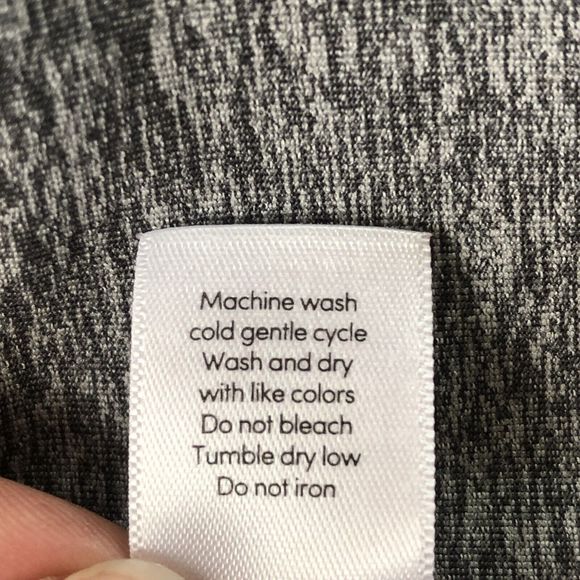 Machine wash
cold gentle cycle
Wash and dry
with like colors
Do not bleach
Tumble dry low
Do not iron